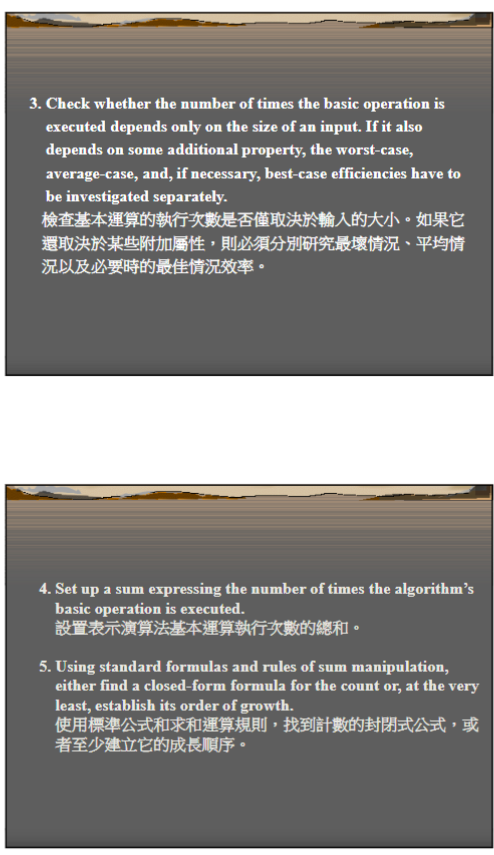 3. Check whether the number of times the basic operation is
executed depends only on the size of an input. If it also
depends on some additional property, the worst-case,
average-case, and, if necessary, best-case efficiencies have to
be investigated separately.
檢查基本運算的執行次數是否僅取決於輸入的大小。如果它
還取決於某些附加屬性，則必須分別研究最壞情況、平均情
況以及必要時的最佳情況效率。
4. Set up a sum expressing the number of times the algorithm’s
basic operation is executed.
設置表示演算法基本運算執行次數的總和。
5. Using standard formulas and rules of sum manipulation,
either find a closed-form formula for the count or, at the very
least, establish its order of growth.
使用標準公式和求和運算規則，找到計數的封閉式公式，或
者至少建立它的成長順序。